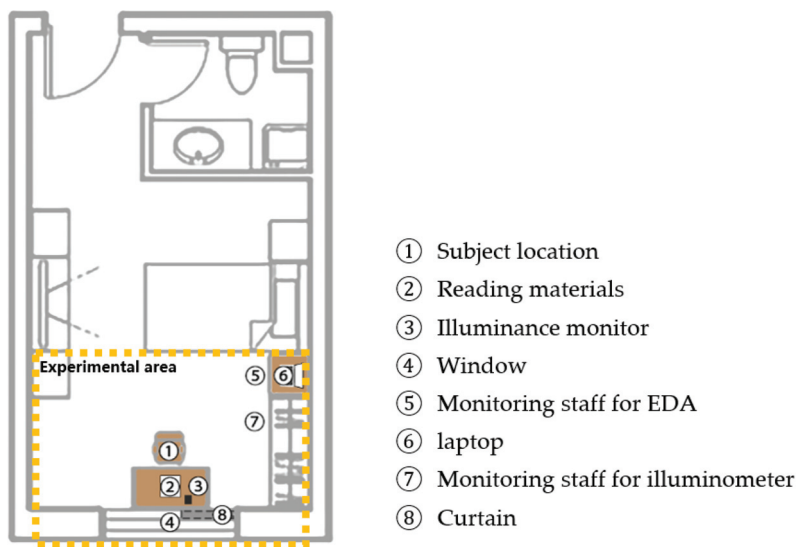 Experimental area
⑤
⑥
⑦
①
②
③
④
⑧
① Subject location
② Reading materials
③ Illuminance monitor
④ Window
⑤ Monitoring staff for EDA
⑥ laptop
⑦ Monitoring staff for illuminometer
⑧ Curtain